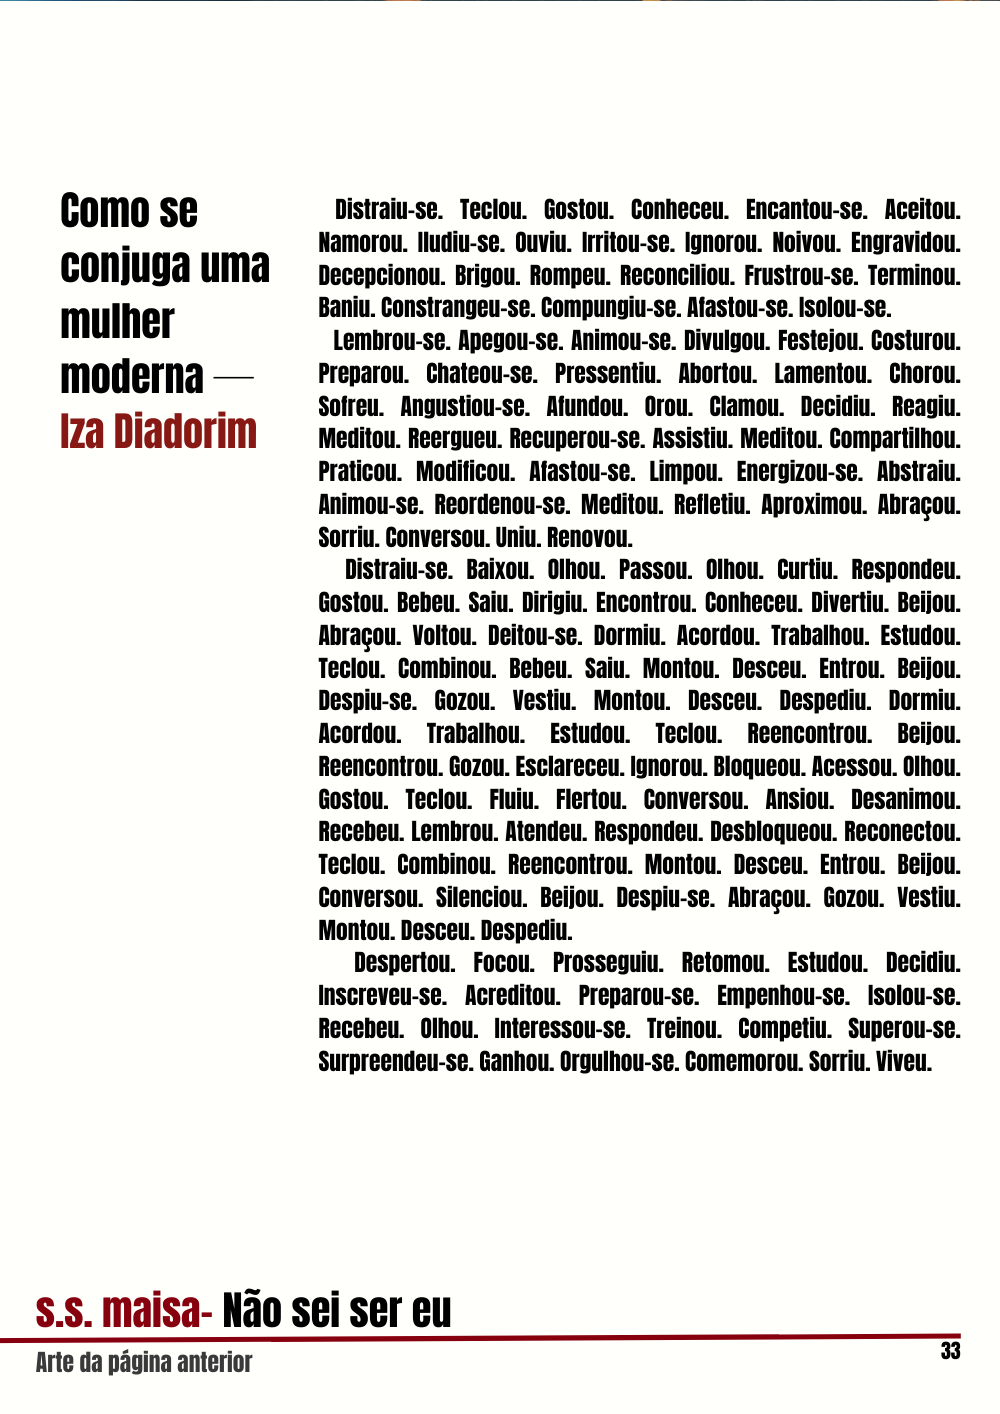 Como se
conjuga uma
mulher
moderna —
Iza Diadorim
Distraiu-se. Teclou. Gostou. Conheceu. Encantou-se. Aceitou.
Namorou. Iludiu-se. Ouviu. Irritou-se. Ignorou. Noivou. Engravidou.
Decepcionou. Brigou. Rompeu. Reconciliou. Frustrou-se. Terminou.
Baniu. Constrangeu-se. Compungiu-se. Afastou-se. Isolou-se.
Lembrou-se. Apegou-se. Animou-se. Divulgou. Festejou. Costurou.
Preparou. Chateou-se. Pressentiu. Abortou. Lamentou. Chorou.
Sofreu. Angustiou-se. Afundou. Orou. Clamou. Decidiu. Reagiu.
Meditou. Reergueu. Recuperou-se. Assistiu. Meditou. Compartilhou.
Praticou. Modificou. Afastou-se. Limpou. Energizou-se. Abstraiu.
Animou-se. Reordenou-se. Meditou. Refletiu. Aproximou. Abraçou.
Sorriu. Conversou. Uniu. Renovou.
Distraiu-se. Baixou. Olhou. Passou. Olhou. Curtiu. Respondeu.
Gostou. Bebeu. Saiu. Dirigiu. Encontrou. Conheceu. Divertiu. Beijou.
Abraçou. Voltou. Deitou-se. Dormiu. Acordou. Trabalhou. Estudou.
Teclou. Combinou. Bebeu. Saiu. Montou. Desceu. Entrou. Beijou.
Despiu-se. Gozou. Vestiu. Montou. Desceu. Despediu. Dormiu.
Acordou. Trabalhou. Estudou. Teclou. Reencontrou. Beijou.
Reencontrou. Gozou. Esclareceu. Ignorou. Bloqueou. Acessou. Olhou.
Gostou. Teclou. Fluiu. Flertou. Conversou. Ansiou. Desanimou.
Recebeu. Lembrou. Atendeu. Respondeu. Desbloqueou. Reconectou.
Teclou. Combinou. Reencontrou. Montou. Desceu. Entrou. Beijou.
Conversou. Silenciou. Beijou. Despiu-se. Abraçou. Gozou. Vestiu.
Montou. Desceu. Despediu.
Despertou. Focou. Prosseguiu. Retomou. Estudou. Decidiu.
Inscreveu-se. Acreditou. Preparou-se. Empenhou-se. Isolou-se.
Recebeu. Olhou. Interessou-se. Treinou. Competiu. Superou-se.
Surpreendeu-se. Ganhou. Orgulhou-se. Comemorou. Sorriu. Viveu.
s.s. maisa- Não sei ser eu
33
Arte da página anterior